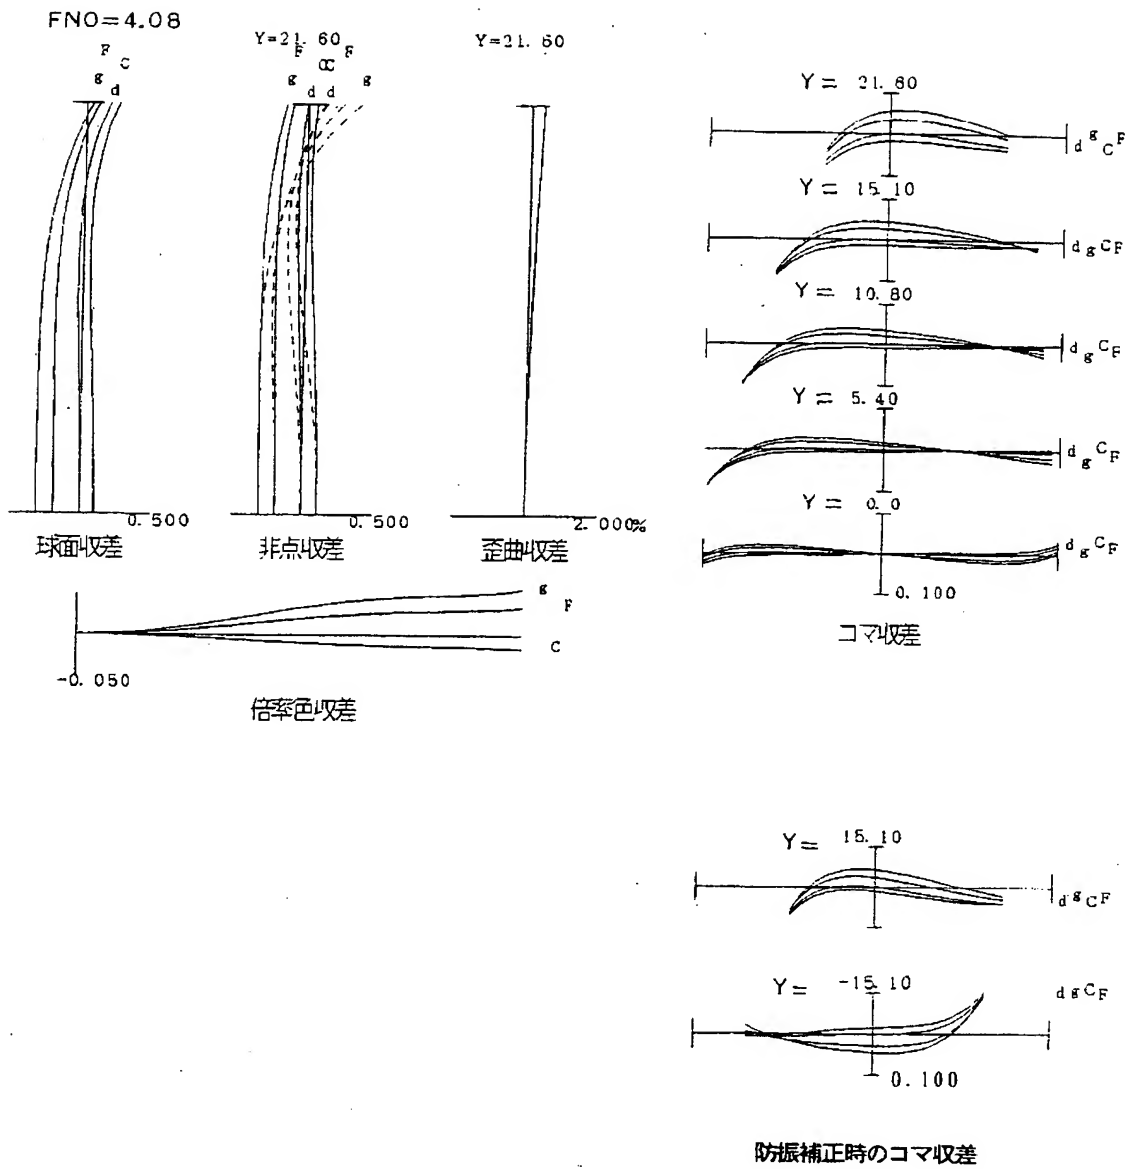 FNO=4.08
F C
g d
Y=21.60
F CC F
g d d g
Y=21.60
0.500
球面収差
0.500
非点収差
2.000%
歪曲収差
g
F
C
-0.050
倍率色収差
Y= 21.60
d g C F
Y= 15.10
d g C F
Y= 10.80
d g C F
Y= 5.40
d g C F
Y= 0.0
d g C F
0.100
コマ収差
Y= 15.10
d g C F
Y= -15.10
d g C F
0.100
防振補正時のコマ収差